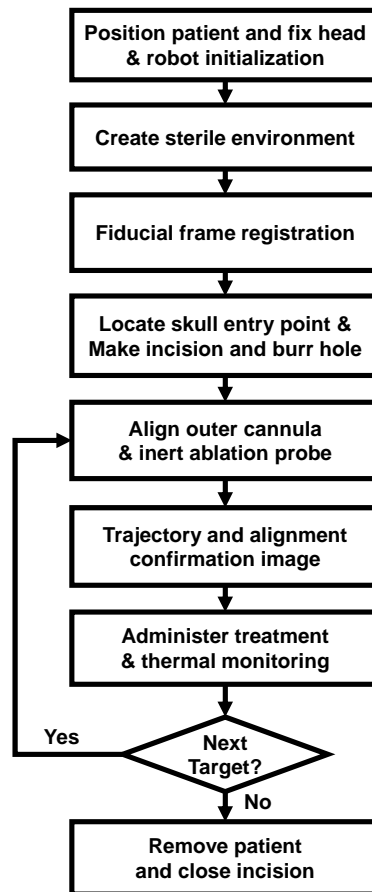 Position patient and fix head
& robot initialization
Create sterile environment
Fiducial frame registration
Locate skull entry point &
Make incision and burr hole
Align outer cannula
& inert ablation probe
Trajectory and alignment
confirmation image
Administer treatment
& thermal monitoring
Yes
Next
Target?
No
Remove patient
and close incision